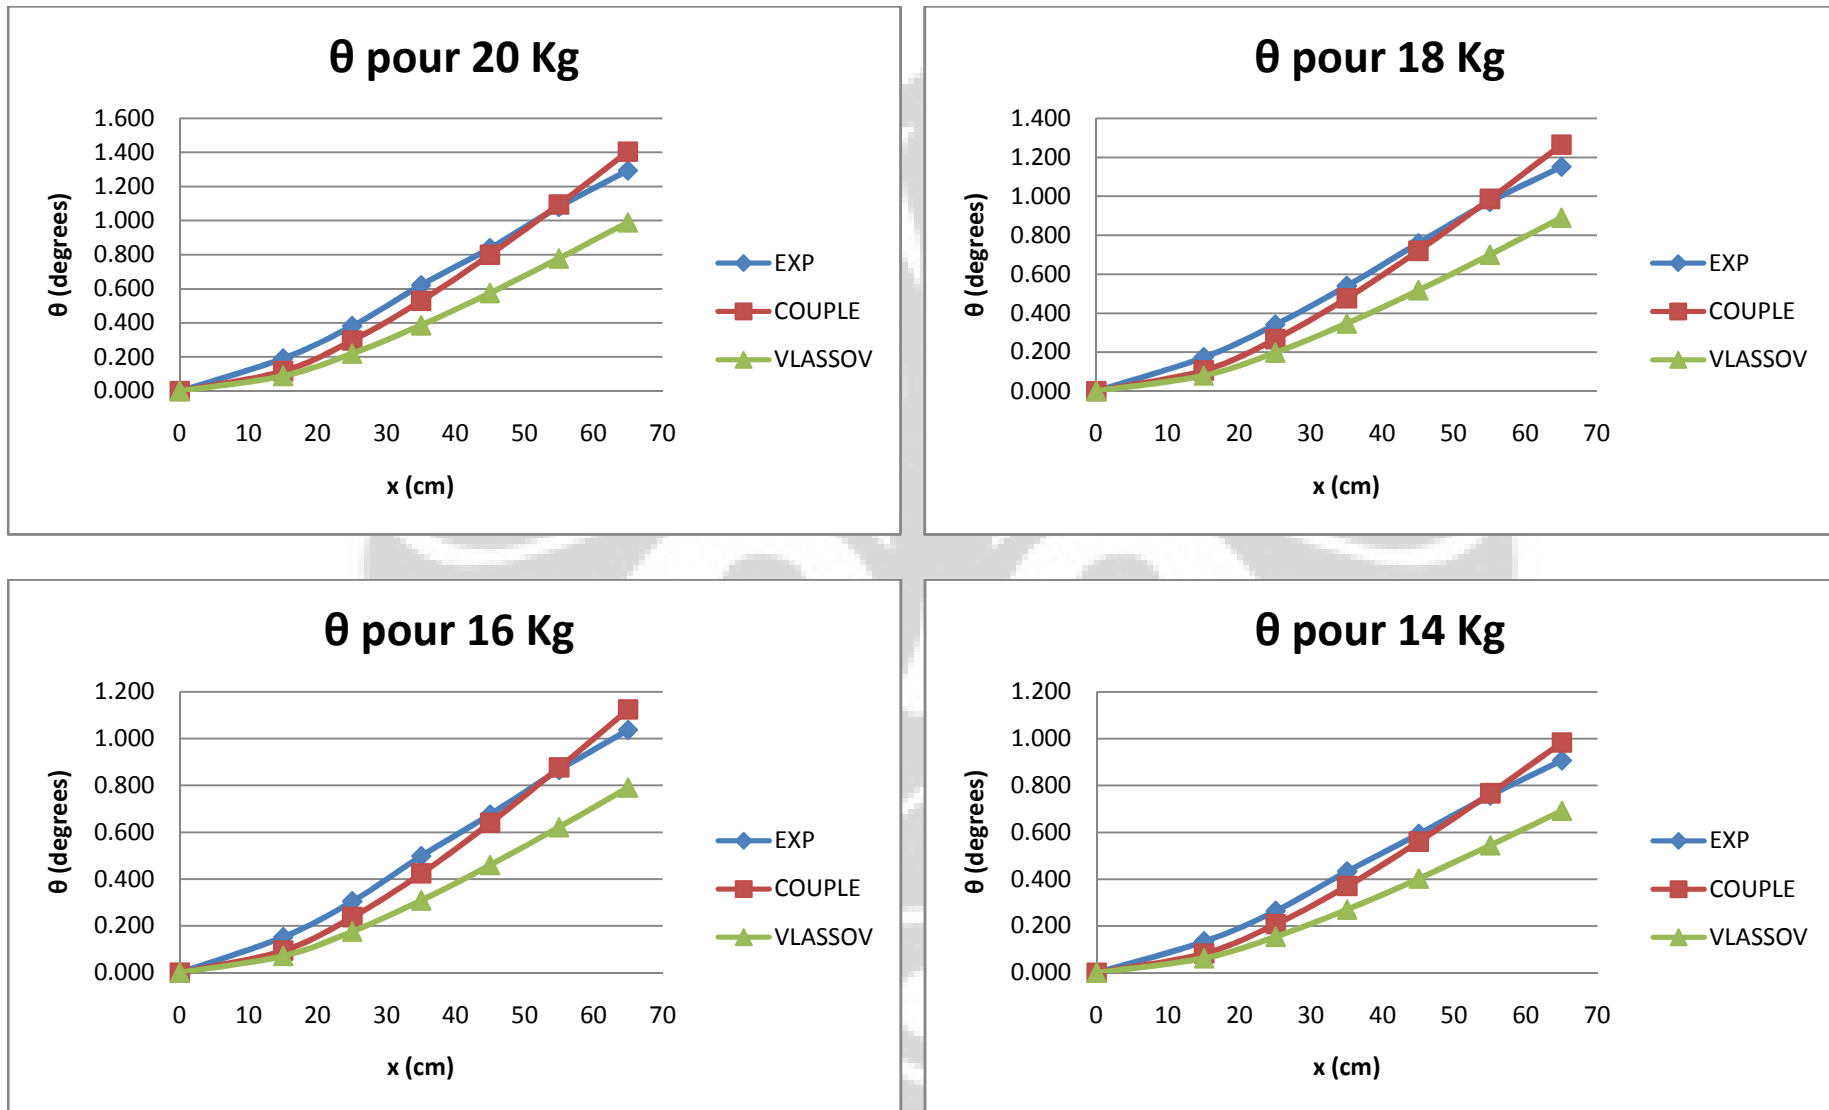 θ pour 20 Kg
1.600
1.400
1.200
1.000
0.800
0.600
0.400
0.200
0.000
θ (degrees)
0 10 20 30 40 50 60 70
x (cm)
EXP
COUPLE
VLASSOV
θ pour 18 Kg
1.400
1.200
1.000
0.800
0.600
0.400
0.200
0.000
θ (degrees)
0 10 20 30 40 50 60 70
x (cm)
EXP
COUPLE
VLASSOV
θ pour 16 Kg
1.200
1.000
0.800
0.600
0.400
0.200
0.000
θ (degrees)
0 10 20 30 40 50 60 70
x (cm)
EXP
COUPLE
VLASSOV
θ pour 14 Kg
1.200
1.000
0.800
0.600
0.400
0.200
0.000
θ (degrees)
0 10 20 30 40 50 60 70
x (cm)
EXP
COUPLE
VLASSOV